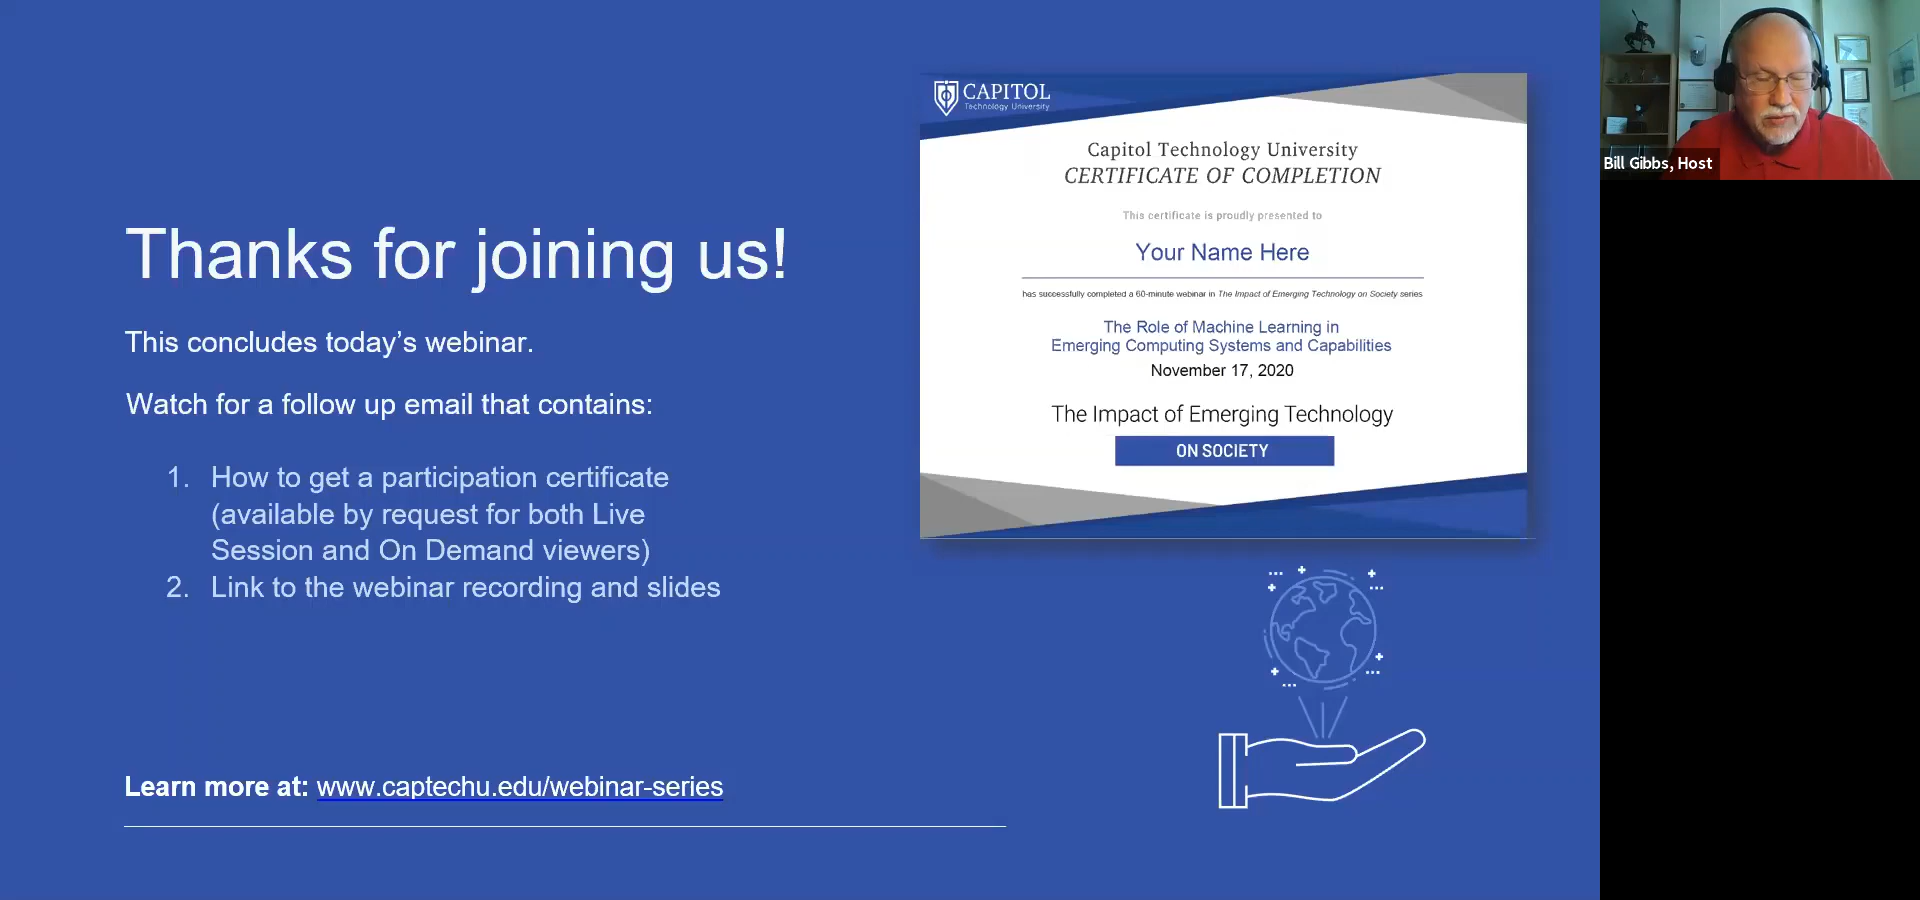 Thanks for joining us!
This concludes today’s webinar.
Watch for a follow up email that contains:
1. How to get a participation certificate
(available by request for both Live
Session and On Demand viewers)
2. Link to the webinar recording and slides
Learn more at: www.captechu.edu/webinar-series
CAPITOL
Technology University
Capitol Technology University
CERTIFICATE OF COMPLETION
This certificate is proudly presented to
Your Name Here
has successfully completed a 60-minute webinar in The Impact of Emerging Technology on Society series
The Role of Machine Learning in
Emerging Computing Systems and Capabilities
November 17, 2020
The Impact of Emerging Technology
ON SOCIETY
Bill Gibbs, Host